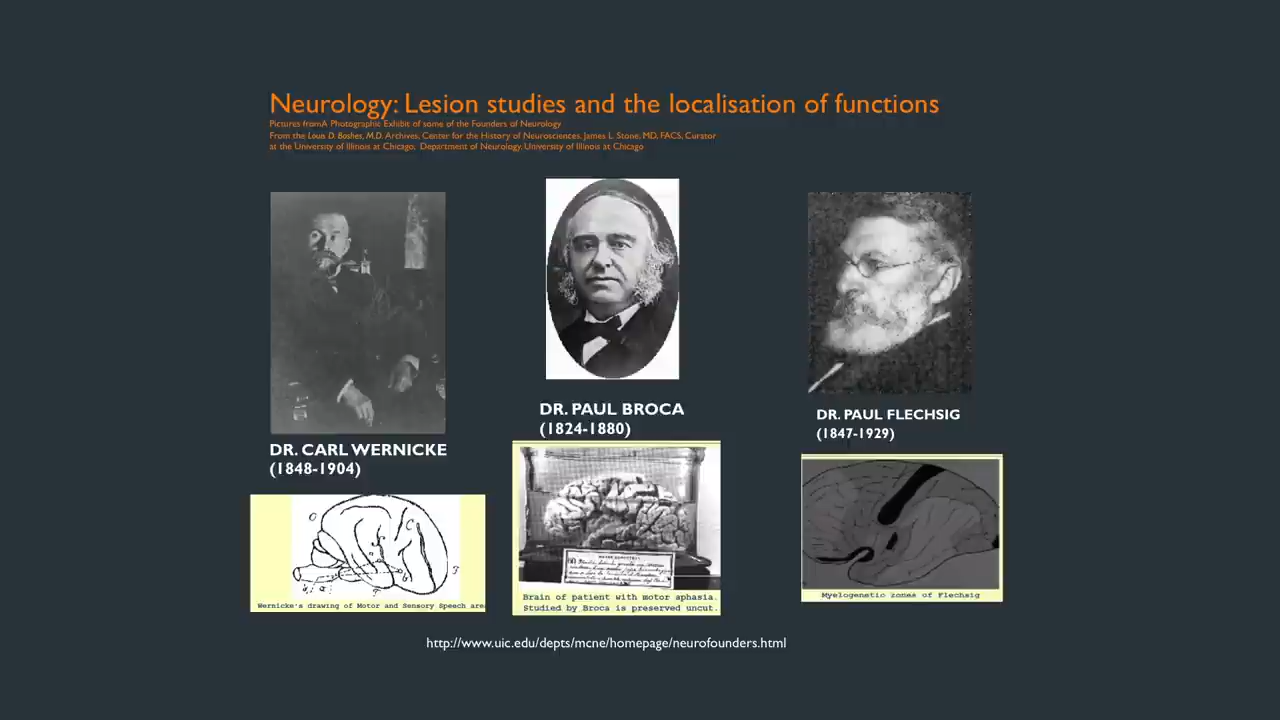 Neurology: Lesion studies and the localisation of functions
Pictures fromA Photographic Exhibit of some of the Founders of Neurology
From the Louis D. Boshes, M.D. Archives, Center for the History of Neurosciences, James L. Stone, MD, FACS, Curator
at the University of Illinois at Chicago, Department of Neurology, University of Illinois at Chicago
DR. CARL WERNICKE
(1848-1904)
Wernicke's drawing of Motor and Sensory Speech area
DR. PAUL BROCA
(1824-1880)
Brain of patient with motor aphasia.
Studied by Broca is preserved uncut.
DR. PAUL FLECHSIG
(1847-1929)
Myelogenetic zones of Flechsig
http://www.uic.edu/depts/mcne/homepage/neurofounders.html